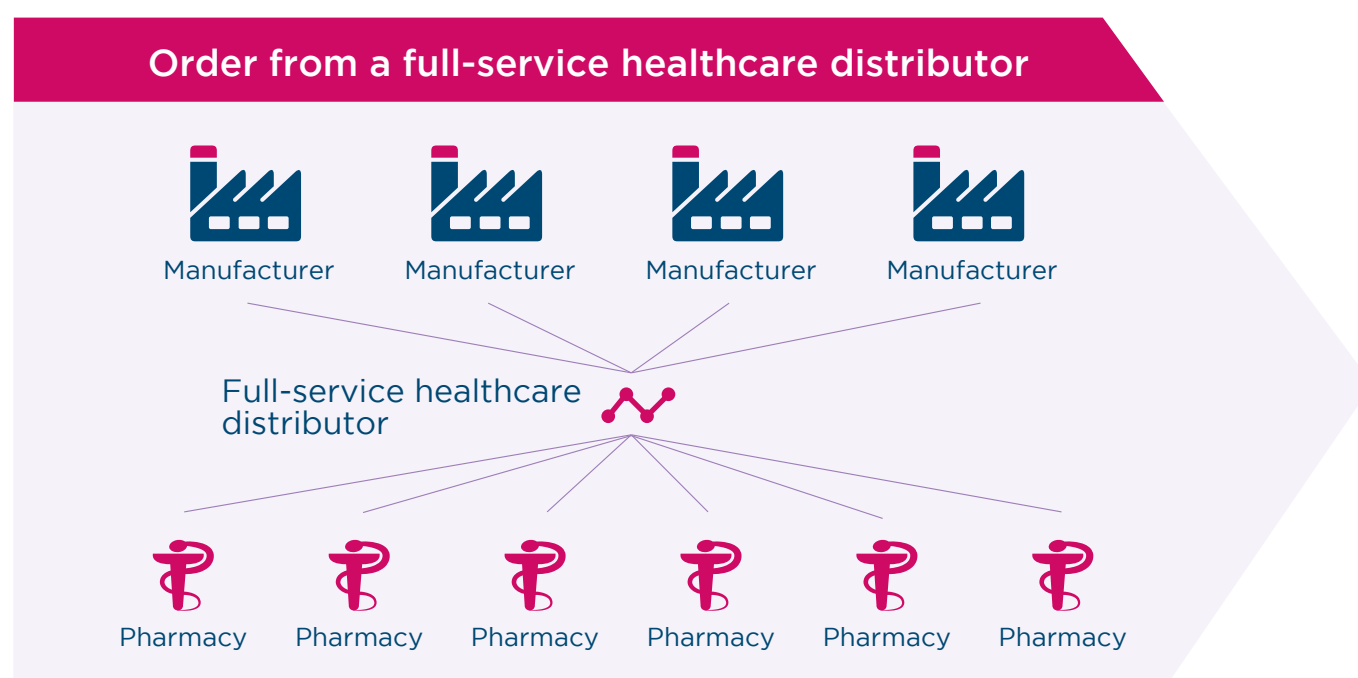 Order from a full-service healthcare distributor
Manufacturer
Manufacturer
Manufacturer
Manufacturer
Full-service healthcare
distributor
Pharmacy
Pharmacy
Pharmacy
Pharmacy
Pharmacy
Pharmacy